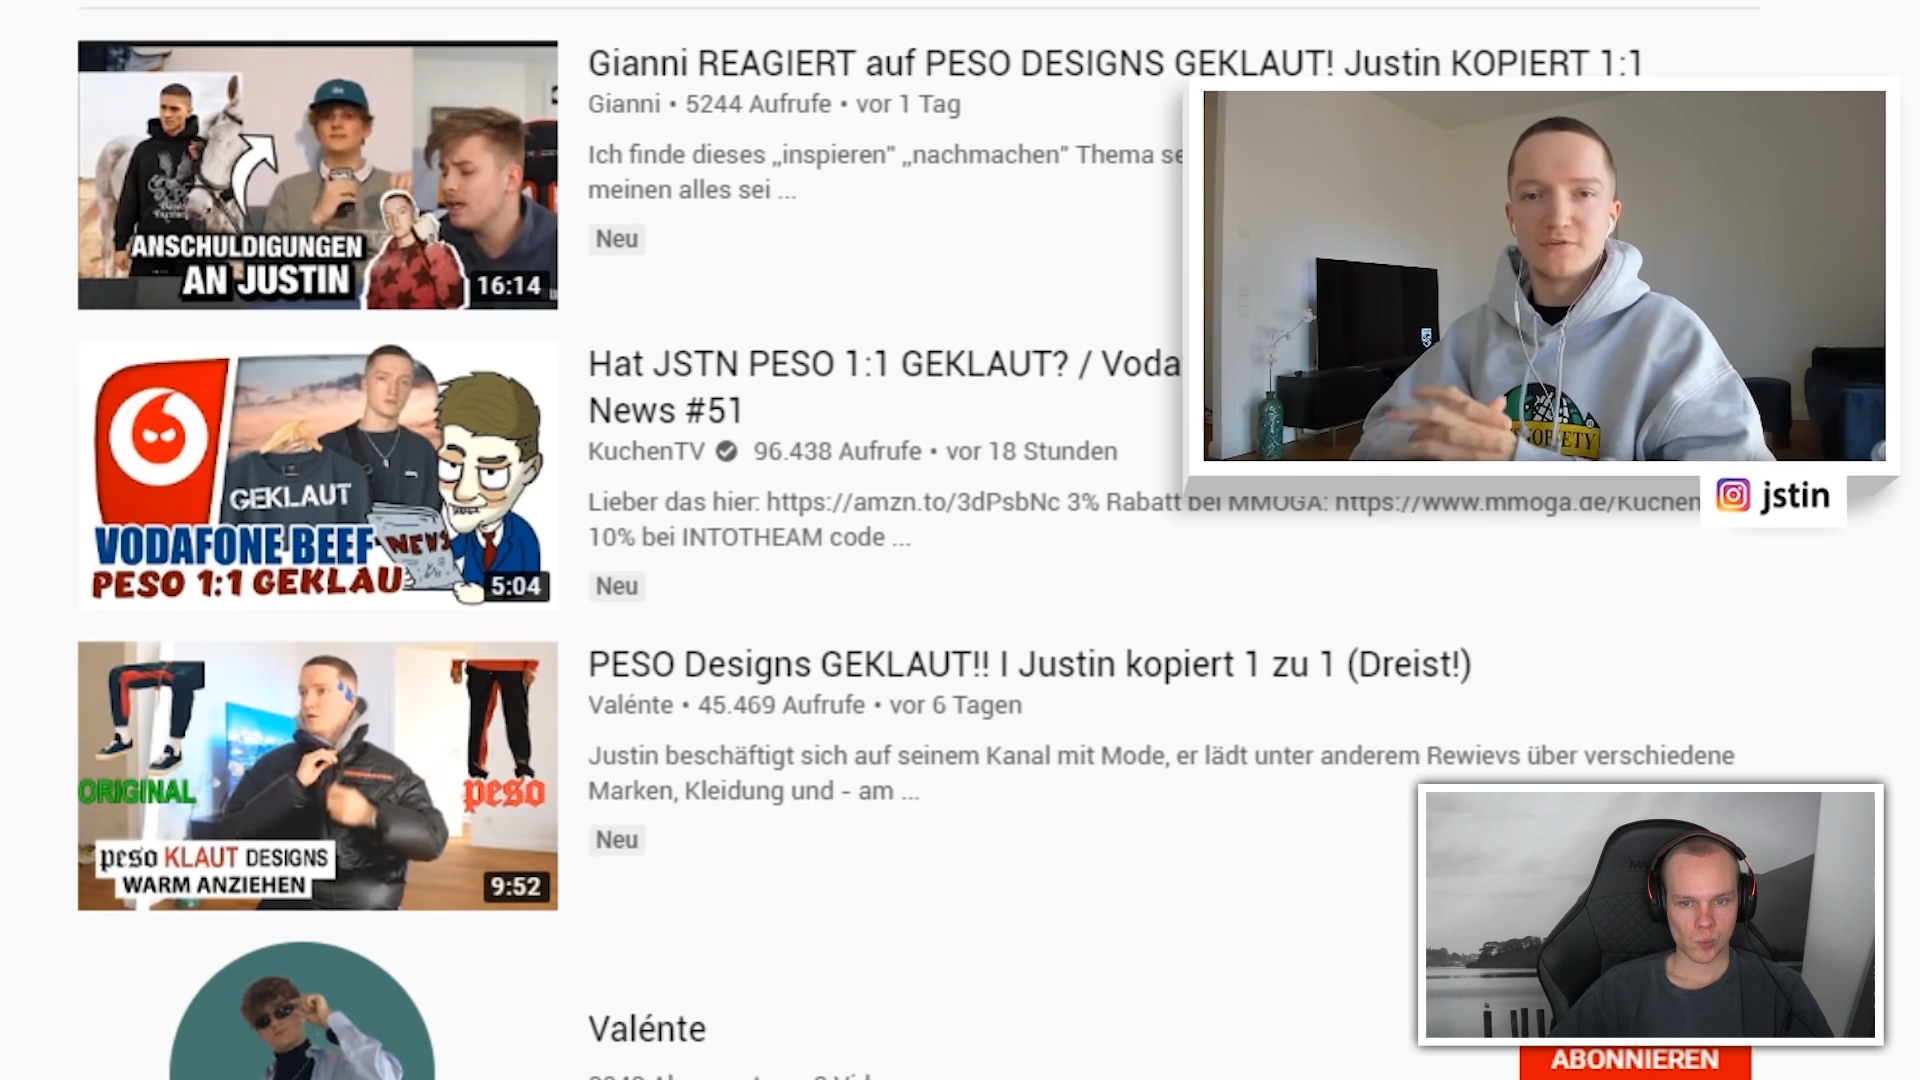 Gianni REAGIERT auf PESO DESIGNS GEKLAUT! Justin KOPIERT 1:1
Gianni • 5244 Aufrufe • vor 1 Tag
Ich finde dieses „inspieren" „nachmachen" Thema se
meinen alles sei ...
Neu
ANSCHULDIGUNGEN
AN JUSTIN
16:14
jstin
Hat JSTN PESO 1:1 GEKLAUT? / Voda
News #51
KuchenTV 96.438 Aufrufe • vor 18 Stunden
Lieber das hier: https://amzn.to/3dPsbNc 3% Rabatt bei MMOGA: https://www.mmoga.de/Kuchen
10% bei INTOTHEAM code ...
Neu
GEKLAUT
VODAFONE BEEF
NEWS
PESO 1:1 GEKLAU
5:04
PESO Designs GEKLAUT!! I Justin kopiert 1 zu 1 (Dreist!)
Valénte • 45.469 Aufrufe • vor 6 Tagen
Justin beschäftigt sich auf seinem Kanal mit Mode, er lädt unter anderem Rewievs über verschiedene
Marken, Kleidung und - am ...
Neu
ORIGINAL
peso
peso KLAUT DESIGNS
WARM ANZIEHEN
9:52
Valénte
ABONNIEREN